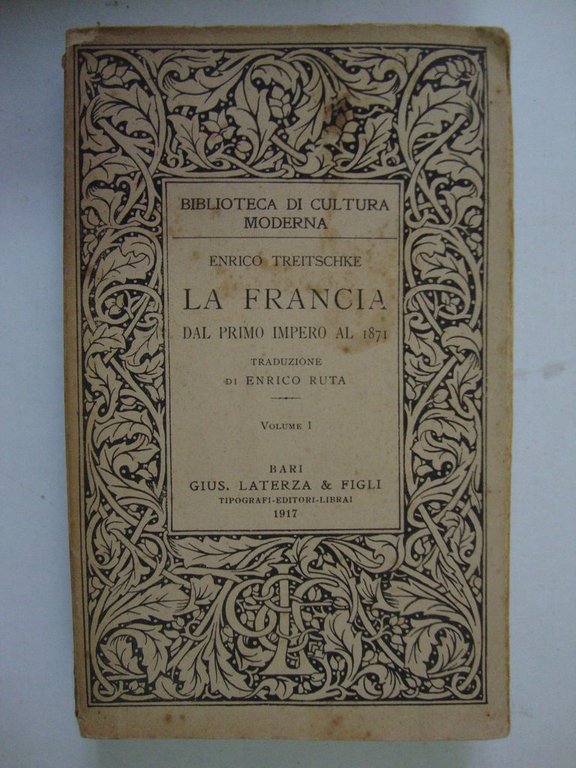 BIBLIOTECA DI CULTURA
MODERNA
ENRICO TREITSCHKE
LA FRANCIA
DAL PRIMO IMPERO AL 1871
TRADUZIONE
DI ENRICO RUTA
VOLUME I
BARI
GIUS. LATERZA & FIGLI
TIPOGRAFI-EDITORI-LIBRAI
1917